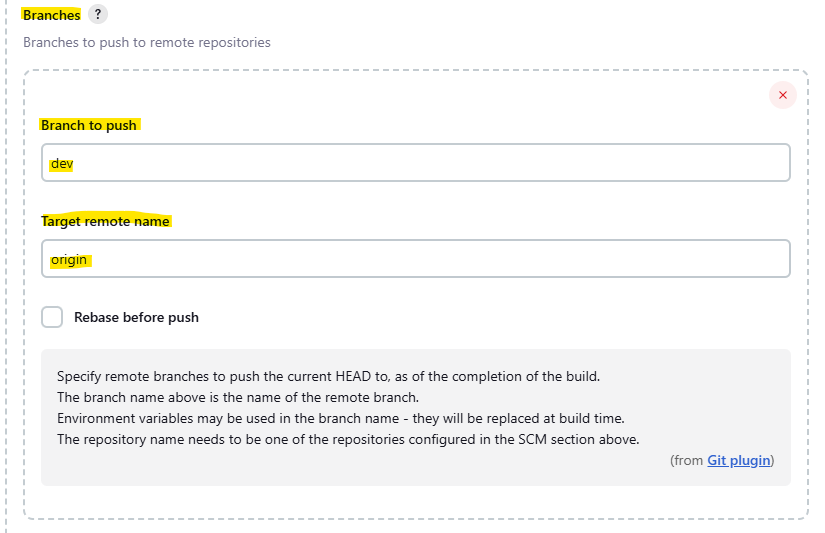 Branches ?
Branches to push to remote repositories
Branch to push
dev
Target remote name
origin
Rebase before push
Specify remote branches to push the current HEAD to, as of the completion of the build.
The branch name above is the name of the remote branch.
Environment variables may be used in the branch name - they will be replaced at build time.
The repository name needs to be one of the repositories configured in the SCM section above.
(from Git plugin)